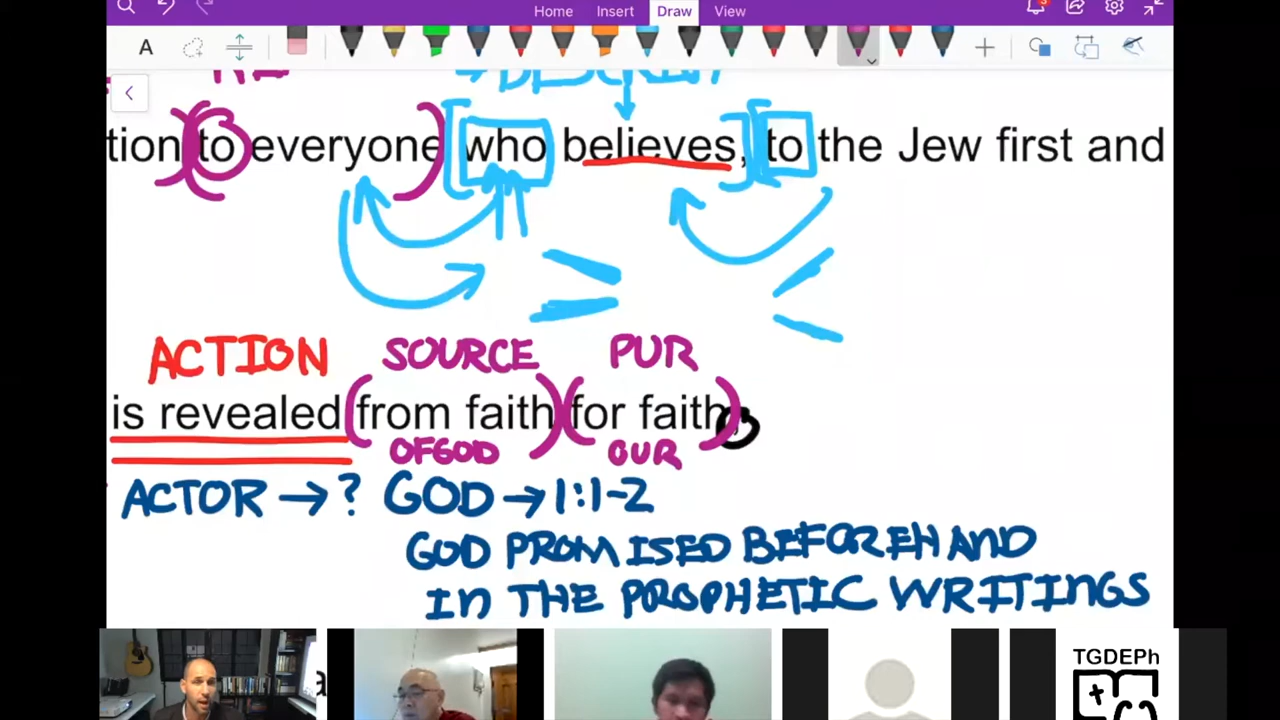 Home Insert Draw View
A
tion to everyone who believes, to the Jew first and
ACTION SOURCE PUR
is revealed from faith for faith,
OF GOD OUR
ACTOR → ? GOD → 1:1-2
GOD PROMISED BEFOREHAND
IN THE PROPHETIC WRITINGS
TGDEPh